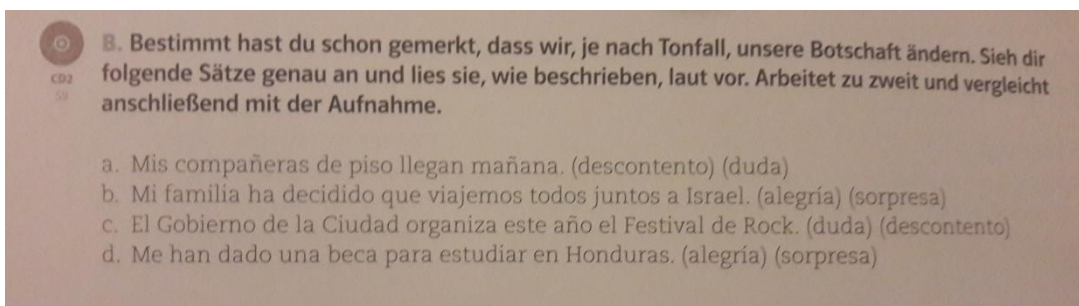 B. Bestimmt hast du schon gemerkt, dass wir, je nach Tonfall, unsere Botschaft ändern. Sieh dir
folgende Sätze genau an und lies sie, wie beschrieben, laut vor. Arbeitet zu zweit und vergleicht
anschließend mit der Aufnahme.
CD2
59
a. Mis compañeras de piso llegan mañana. (descontento) (duda)
b. Mi familia ha decidido que viajemos todos juntos a Israel. (alegría) (sorpresa)
c. El Gobierno de la Ciudad organiza este año el Festival de Rock. (duda) (descontento)
d. Me han dado una beca para estudiar en Honduras. (alegría) (sorpresa)